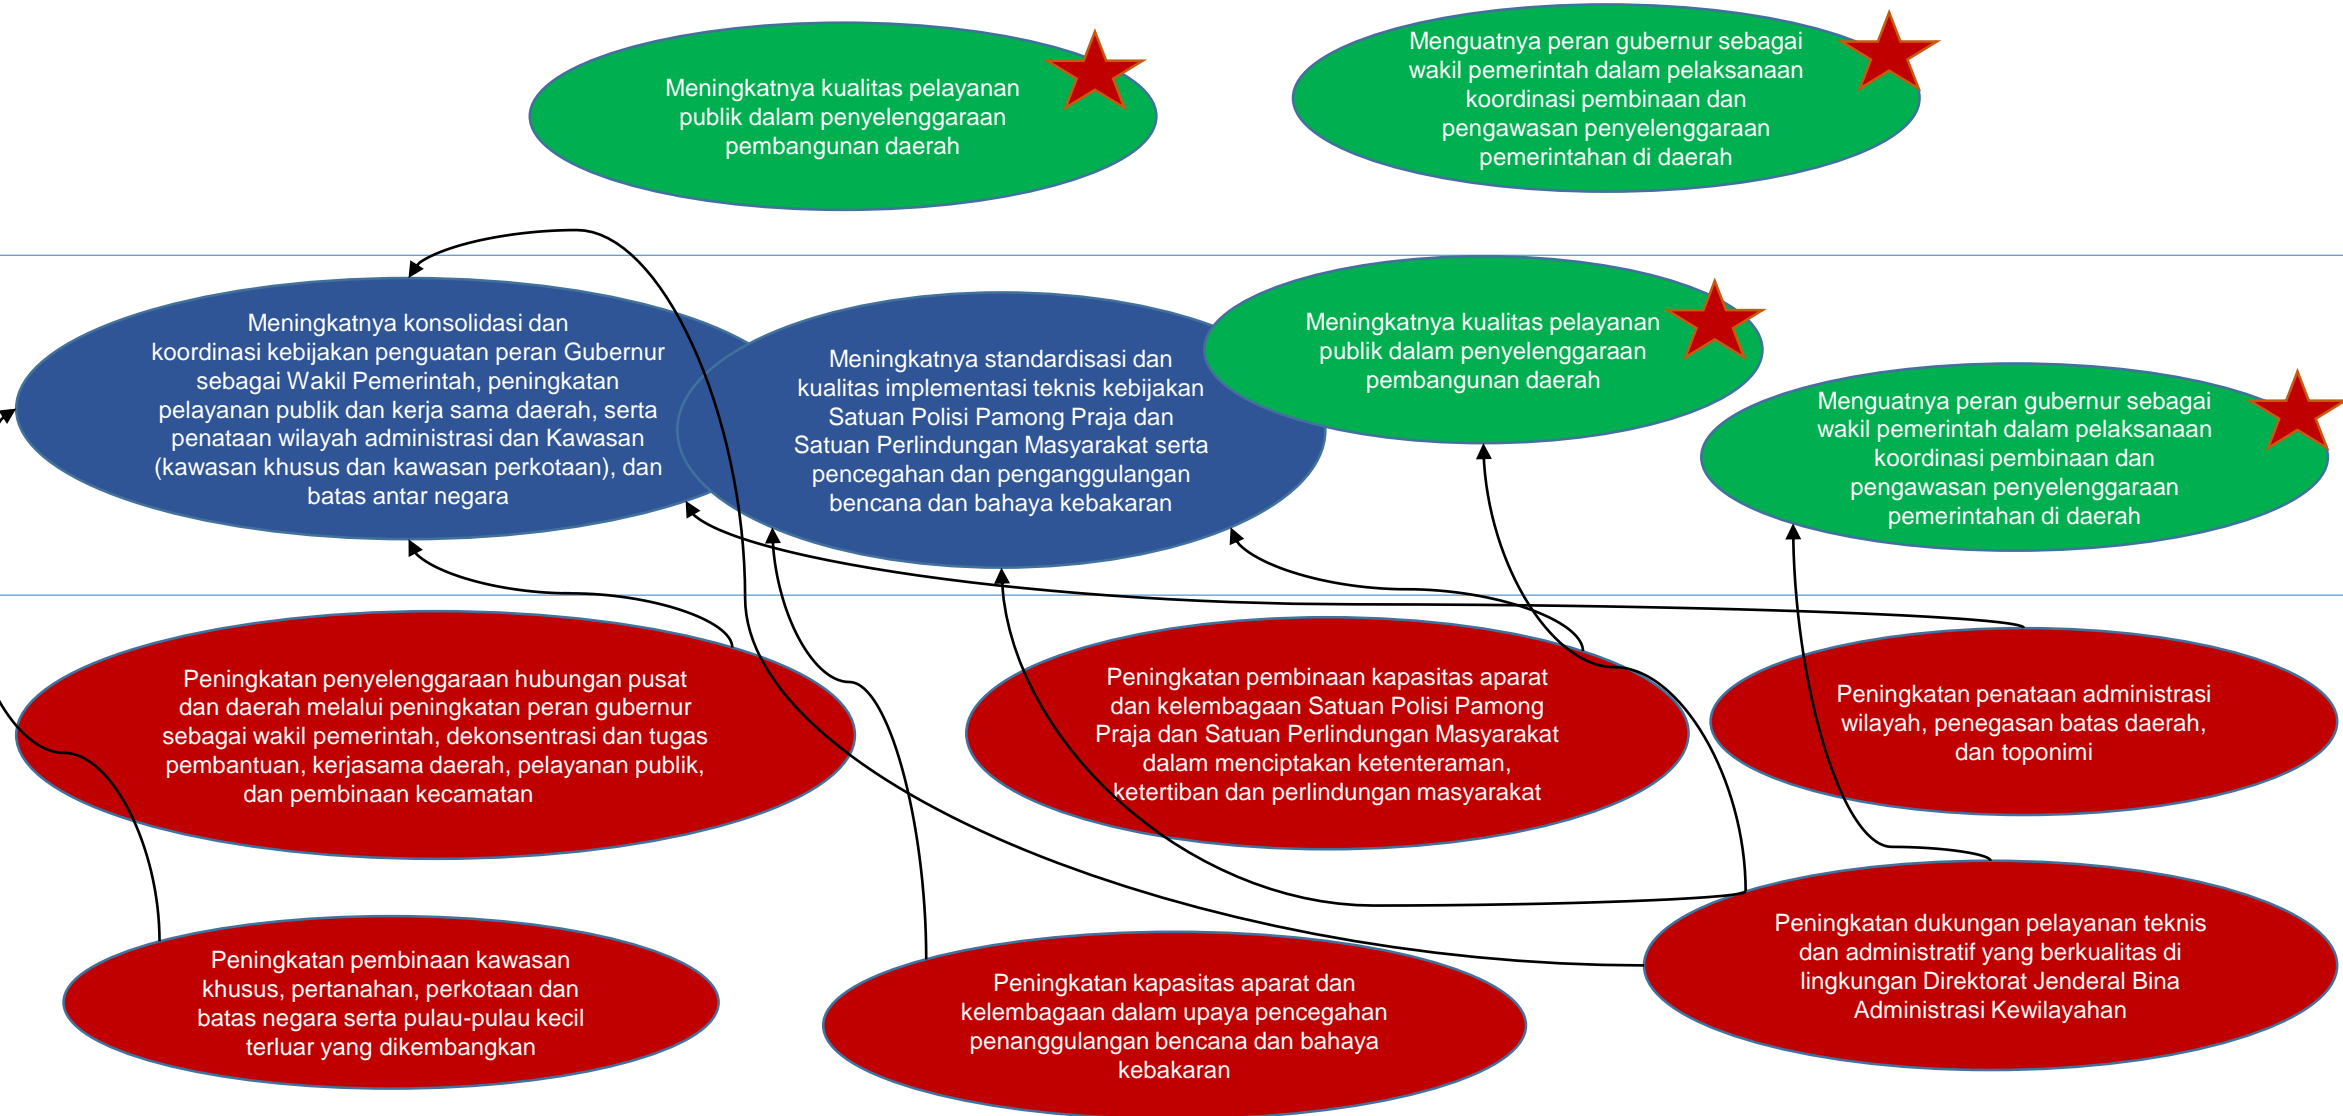 Meningkatnya kualitas pelayanan
publik dalam penyelenggaraan
pembangunan daerah
Menguatnya peran gubernur sebagai
wakil pemerintah dalam pelaksanaan
koordinasi pembinaan dan
pengawasan penyelenggaraan
pemerintahan di daerah
Meningkatnya konsolidasi dan
koordinasi kebijakan penguatan peran Gubernur
sebagai Wakil Pemerintah, peningkatan
pelayanan publik dan kerja sama daerah, serta
penataan wilayah administrasi dan Kawasan
(kawasan khusus dan kawasan perkotaan), dan
batas antar negara
Meningkatnya standardisasi dan
kualitas implementasi teknis kebijakan
Satuan Polisi Pamong Praja dan
Satuan Perlindungan Masyarakat serta
pencegahan dan penganggulangan
bencana dan bahaya kebakaran
Meningkatnya kualitas pelayanan
publik dalam penyelenggaraan
pembangunan daerah
Menguatnya peran gubernur sebagai
wakil pemerintah dalam pelaksanaan
koordinasi pembinaan dan
pengawasan penyelenggaraan
pemerintahan di daerah
Peningkatan penyelenggaraan hubungan pusat
dan daerah melalui peningkatan peran gubernur
sebagai wakil pemerintah, dekonsentrasi dan tugas
pembantuan, kerjasama daerah, pelayanan publik,
dan pembinaan kecamatan
Peningkatan pembinaan kapasitas aparat
dan kelembagaan Satuan Polisi Pamong
Praja dan Satuan Perlindungan Masyarakat
dalam menciptakan ketenteraman,
ketertiban dan perlindungan masyarakat
Peningkatan penataan administrasi
wilayah, penegasan batas daerah,
dan toponimi
Peningkatan pembinaan kawasan
khusus, pertanahan, perkotaan dan
batas negara serta pulau-pulau kecil
terluar yang dikembangkan
Peningkatan kapasitas aparat dan
kelembagaan dalam upaya pencegahan
penanggulangan bencana dan bahaya
kebakaran
Peningkatan dukungan pelayanan teknis
dan administratif yang berkualitas di
lingkungan Direktorat Jenderal Bina
Administrasi Kewilayahan